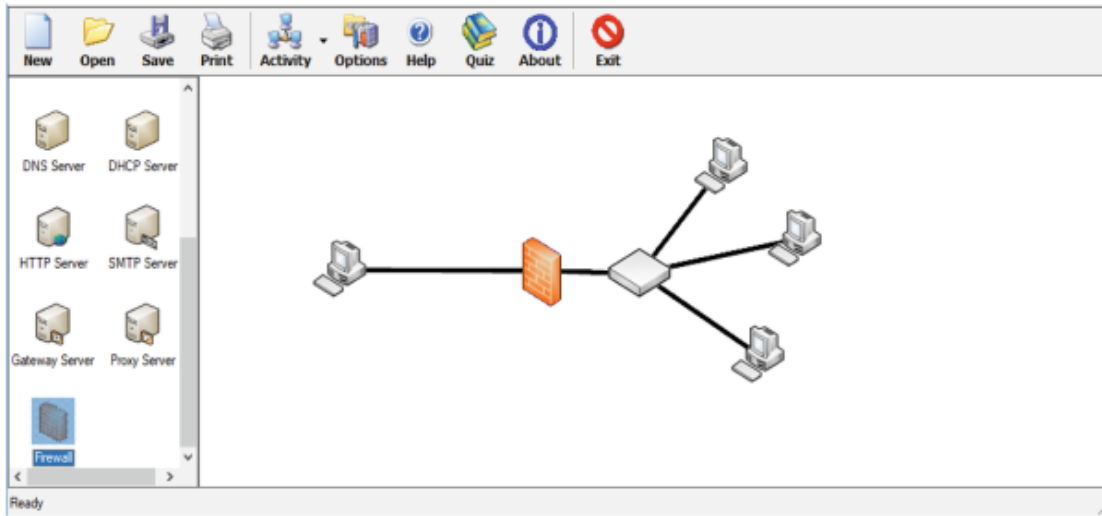 New Open Save Print Activity Options Help Quiz About Exit
DNS Server DHCP Server
HTTP Server SMTP Server
Gateway Server Proxy Server
Firewall
Ready